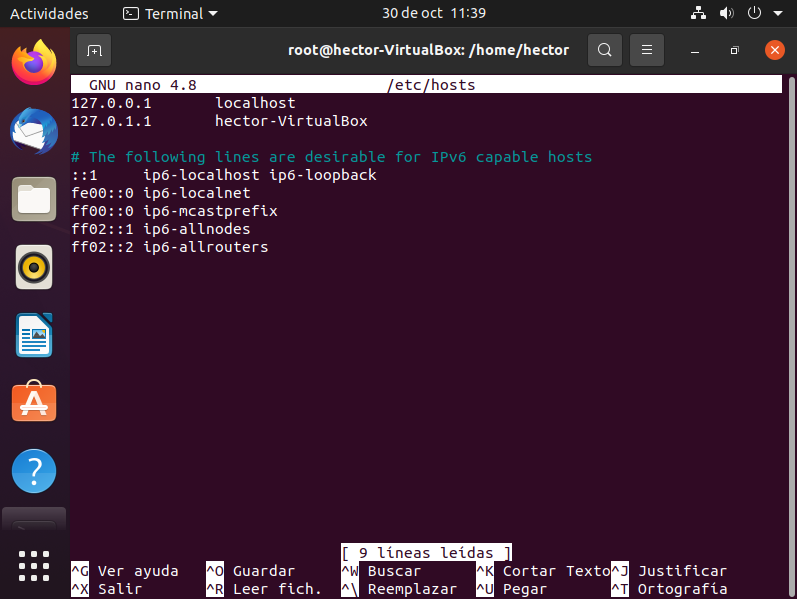 Actividades Terminal 30 de oct 11:39
root@hector-VirtualBox: /home/hector
GNU nano 4.8 /etc/hosts
127.0.0.1 localhost
127.0.1.1 hector-VirtualBox
# The following lines are desirable for IPv6 capable hosts
::1 ip6-localhost ip6-loopback
fe00::0 ip6-localnet
ff00::0 ip6-mcastprefix
ff02::1 ip6-allnodes
ff02::2 ip6-allrouters
[ 9 líneas leídas ]
^G Ver ayuda ^O Guardar ^W Buscar ^K Cortar Texto ^J Justificar
^X Salir ^R Leer fich. ^\ Reemplazar ^U Pegar ^T Ortografía